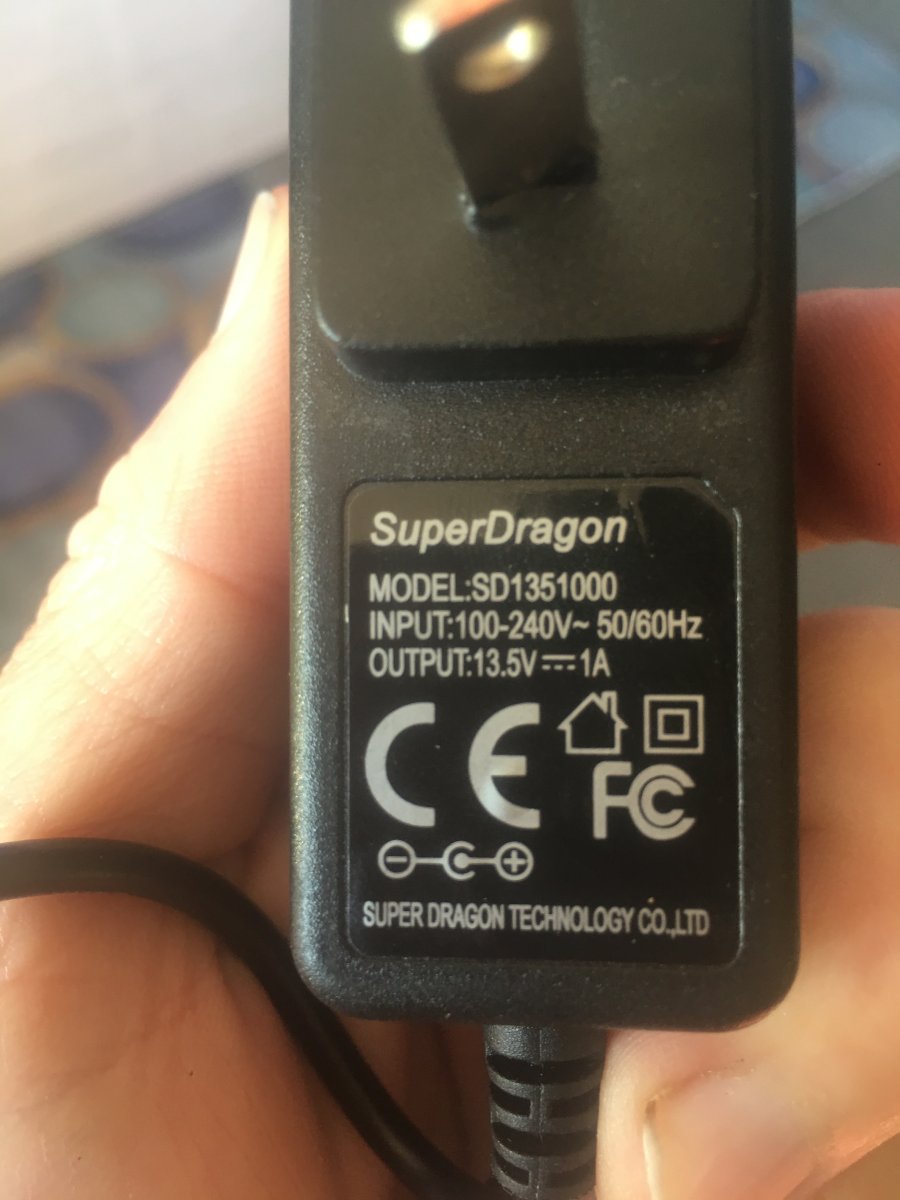 SuperDragon
MODEL:SD1351000
INPUT:100-240V~ 50/60Hz
OUTPUT:13.5V⎓1A
CE
FC
SUPER DRAGON TECHNOLOGY CO.,LTD